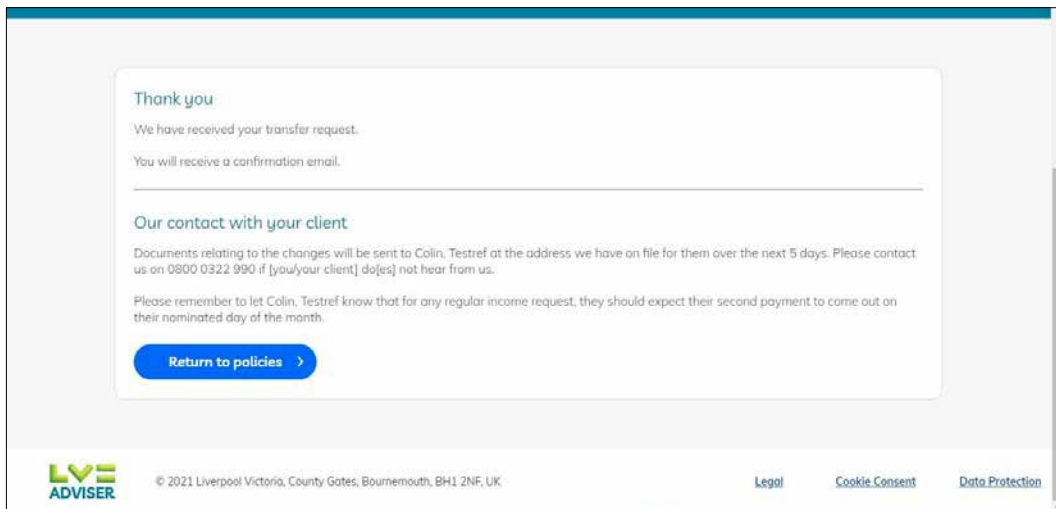 Thank you
We have received your transfer request.
You will receive a confirmation email.
Our contact with your client
Documents relating to the changes will be sent to Colin, Testref at the address we have on file for them over the next 5 days. Please contact
us on 0800 0322 990 if [you/your client] do[es] not hear from us.
Please remember to let Colin, Testref know that for any regular income request, they should expect their second payment to come out on
their nominated day of the month.
Return to policies >
LV=
ADVISER
© 2021 Liverpool Victoria, County Gates, Bournemouth, BH1 2NF, UK
Legal
Cookie Consent
Data Protection